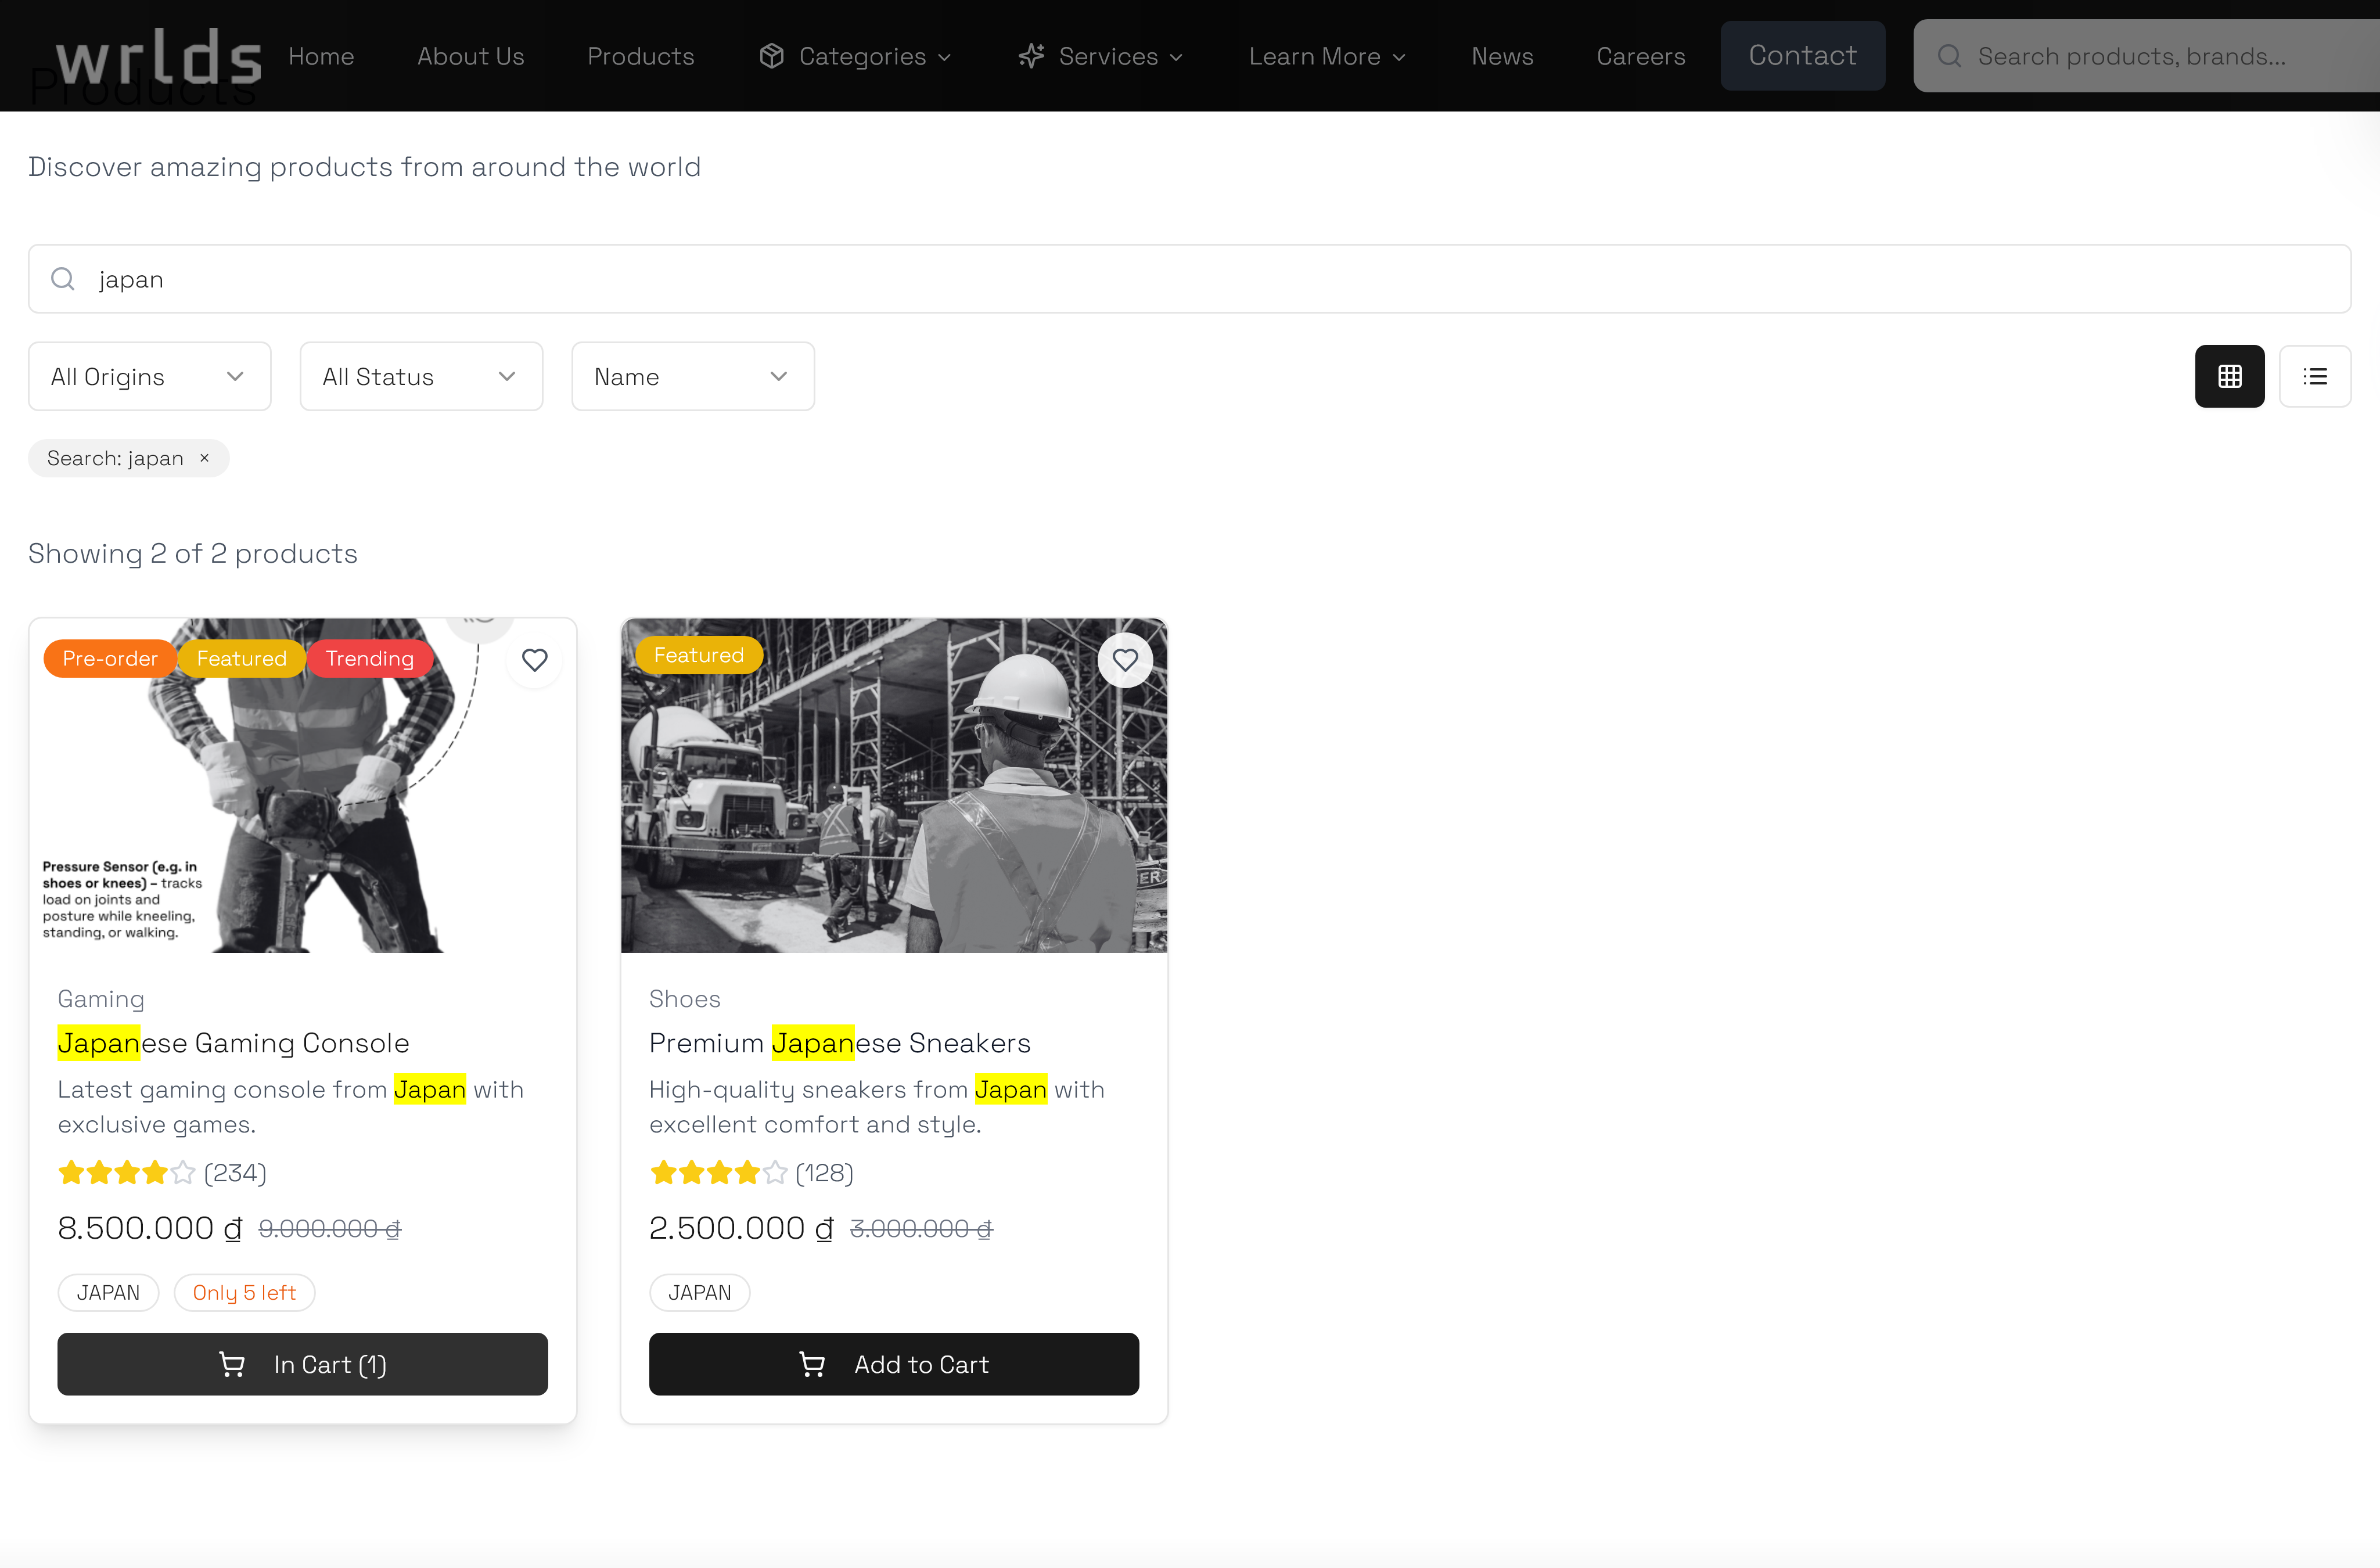 wrlds
Home
About Us
Products
Categories
Services
Learn More
News
Careers
Contact
Search products, brands...
Products
Discover amazing products from around the world
japan
All Origins
All Status
Name
Search: japan ×
Showing 2 of 2 products
Pre-order
Featured
Trending
Pressure Sensor (e.g. in
shoes or knees) – tracks
load on joints and
posture while kneeling,
standing, or walking.
Gaming
Japanese Gaming Console
Latest gaming console from Japan with
exclusive games.
(234)
8.500.000 ₫ 9.000.000 ₫
JAPAN
Only 5 left
In Cart (1)
Featured
ER
Shoes
Premium Japanese Sneakers
High-quality sneakers from Japan with
excellent comfort and style.
(128)
2.500.000 ₫ 3.000.000 ₫
JAPAN
Add to Cart